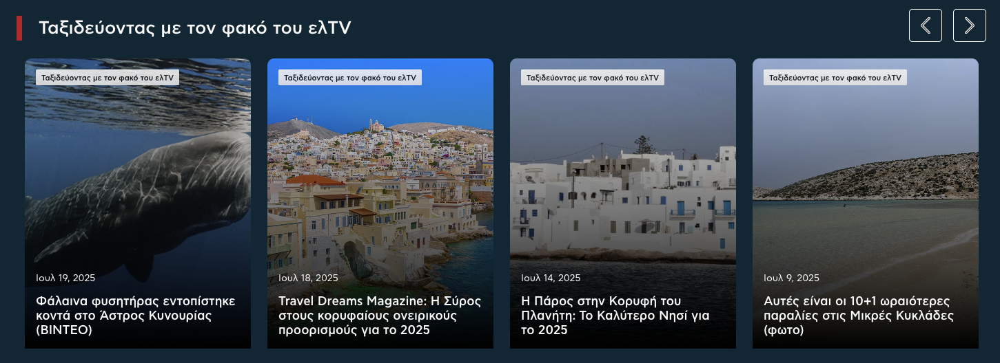 Ταξιδεύοντας με τον φακό του ελTV
Ταξιδεύοντας με τον φακό του ελTV
Ιουλ 19, 2025
Φάλαινα φυσητήρας εντοπίστηκε
κοντά στο Άστρος Κυνουρίας
(ΒΙΝΤΕΟ)
Ταξιδεύοντας με τον φακό του ελTV
Ιουλ 18, 2025
Travel Dreams Magazine: Η Σύρος
στους κορυφαίους ονειρικούς
προορισμούς για το 2025
Ταξιδεύοντας με τον φακό του ελTV
Ιουλ 14, 2025
Η Πάρος στην Κορυφή του
Πλανήτη: Το Καλύτερο Νησί για
το 2025
Ταξιδεύοντας με τον φακό του ελTV
Ιουλ 9, 2025
Αυτές είναι οι 10+1 ωραιότερες
παραλίες στις Μικρές Κυκλάδες
(φωτο)